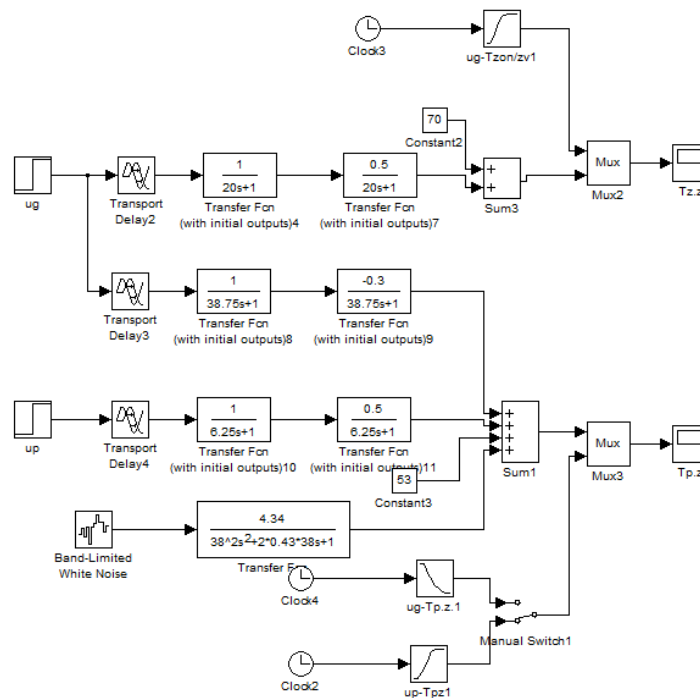 Clock3
ug-Tzon/zv1
70
Constant2
ug
Transport
Delay2
1
20s+1
Transfer Fcn
(with initial outputs)4
0.5
20s+1
Transfer Fcn
(with initial outputs)7
+
+
Sum3
Mux
Mux2
Tz.z
Transport
Delay3
1
38.75s+1
Transfer Fcn
(with initial outputs)8
-0.3
38.75s+1
Transfer Fcn
(with initial outputs)9
up
Transport
Delay4
1
6.25s+1
Transfer Fcn
(with initial outputs)10
0.5
6.25s+1
Transfer Fcn
(with initial outputs)11
+
+
+
+
Sum1
Mux
Mux3
Tp.z
53
Constant3
Band-Limited
White Noise
4.34
38^2s^2+2*0.43*38s+1
Transfer F
Clock4
ug-Tp.z.1
Manual Switch1
Clock2
up-Tpz1